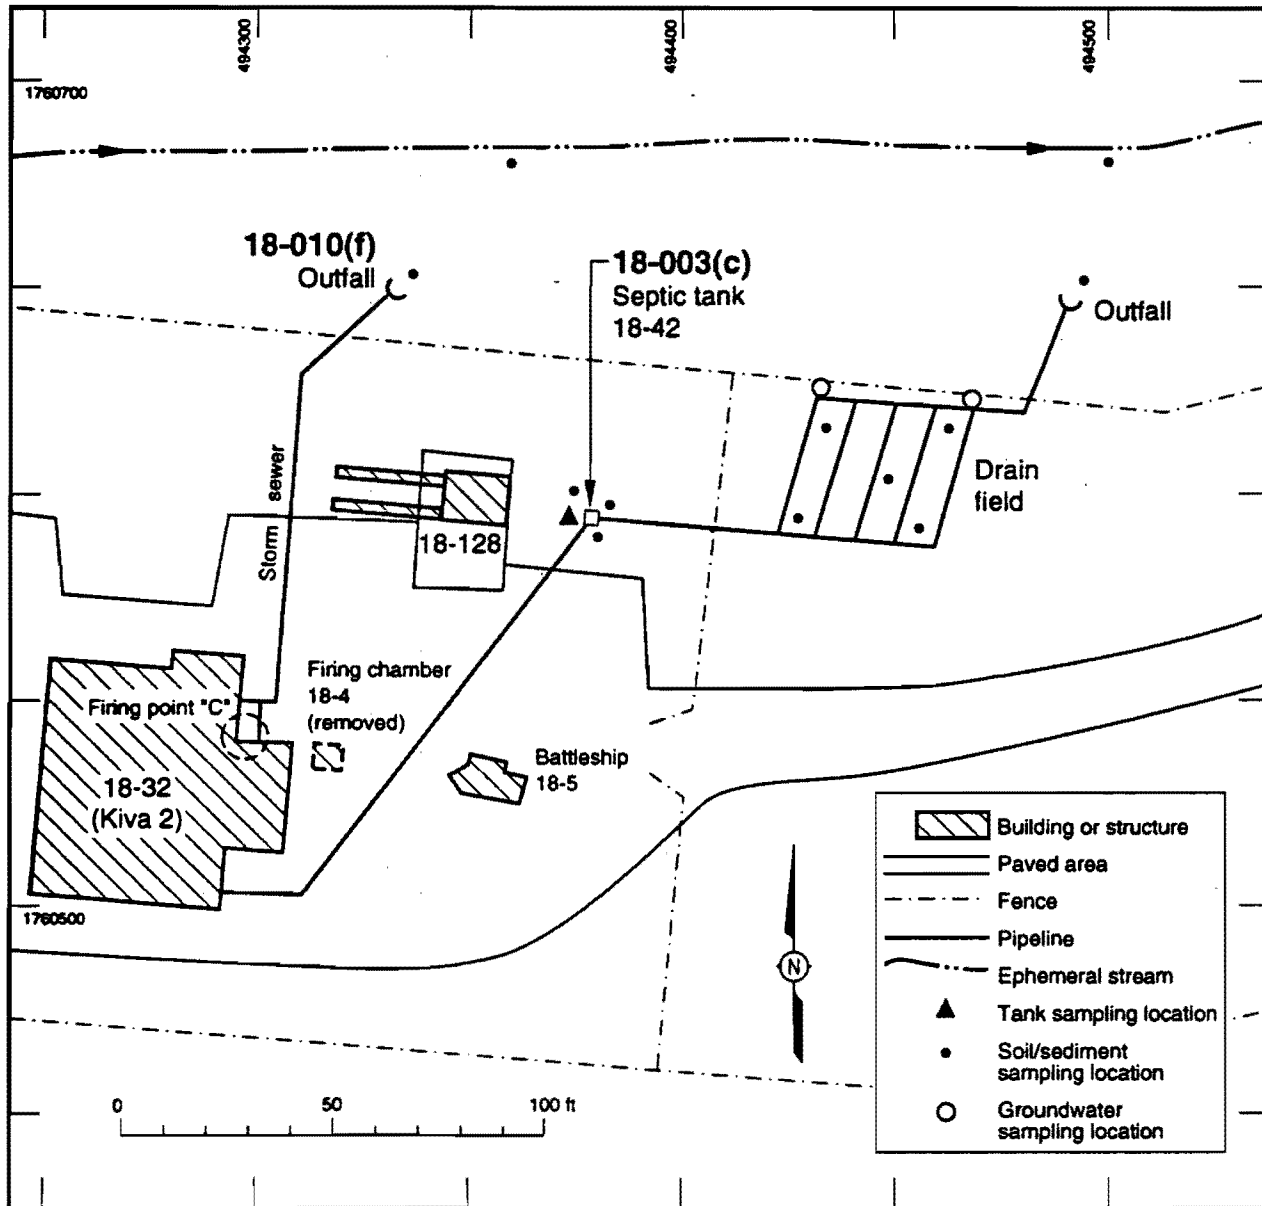 494300
494400
494500
1760700
18-010(f)
Outfall
18-003(c)
Septic tank
18-42
Outfall
Storm sewer
Drain
field
18-128
Firing chamber
18-4
(removed)
Firing point "C"
Battleship
18-5
18-32
(Kiva 2)
1760500
N
0 50 100 ft
Building or structure
Paved area
Fence
Pipeline
Ephemeral stream
Tank sampling location
Soil/sediment
sampling location
Groundwater
sampling location